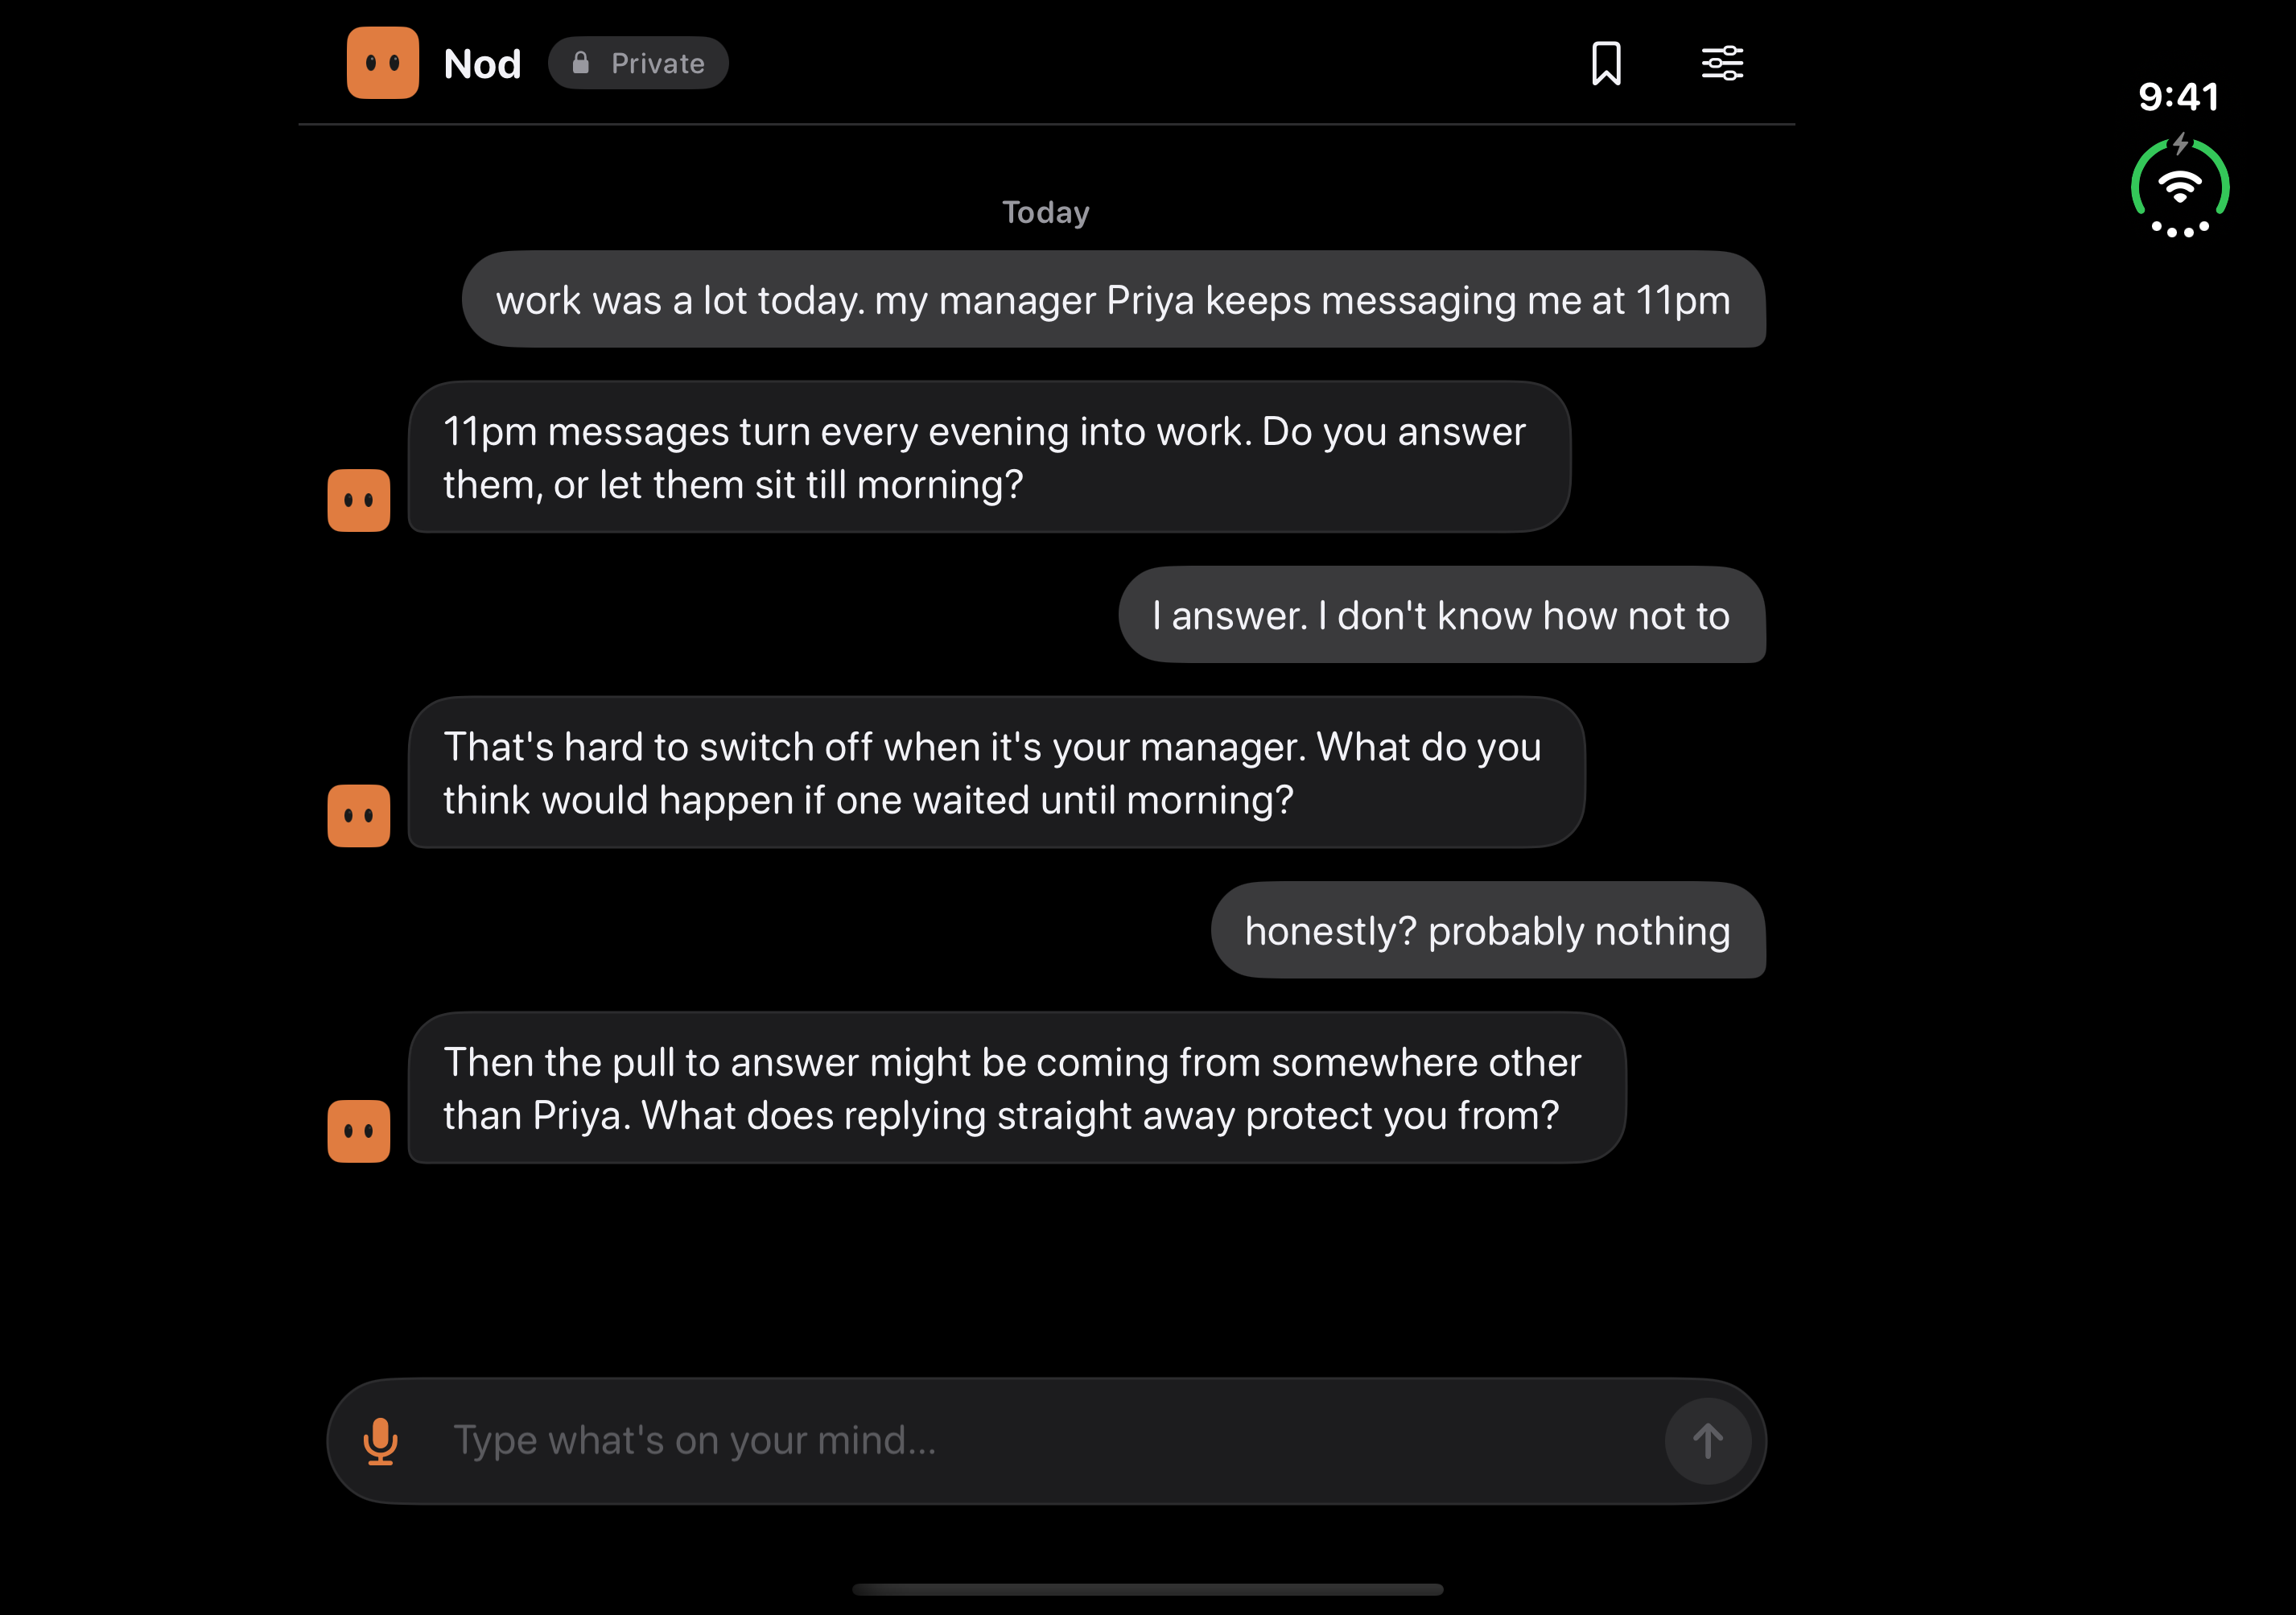 Nod
Private
9:41
Today
work was a lot today. my manager Priya keeps messaging me at 11pm
11pm messages turn every evening into work. Do you answer
them, or let them sit till morning?
I answer. I don't know how not to
That's hard to switch off when it's your manager. What do you
think would happen if one waited until morning?
honestly? probably nothing
Then the pull to answer might be coming from somewhere other
than Priya. What does replying straight away protect you from?
Type what's on your mind...